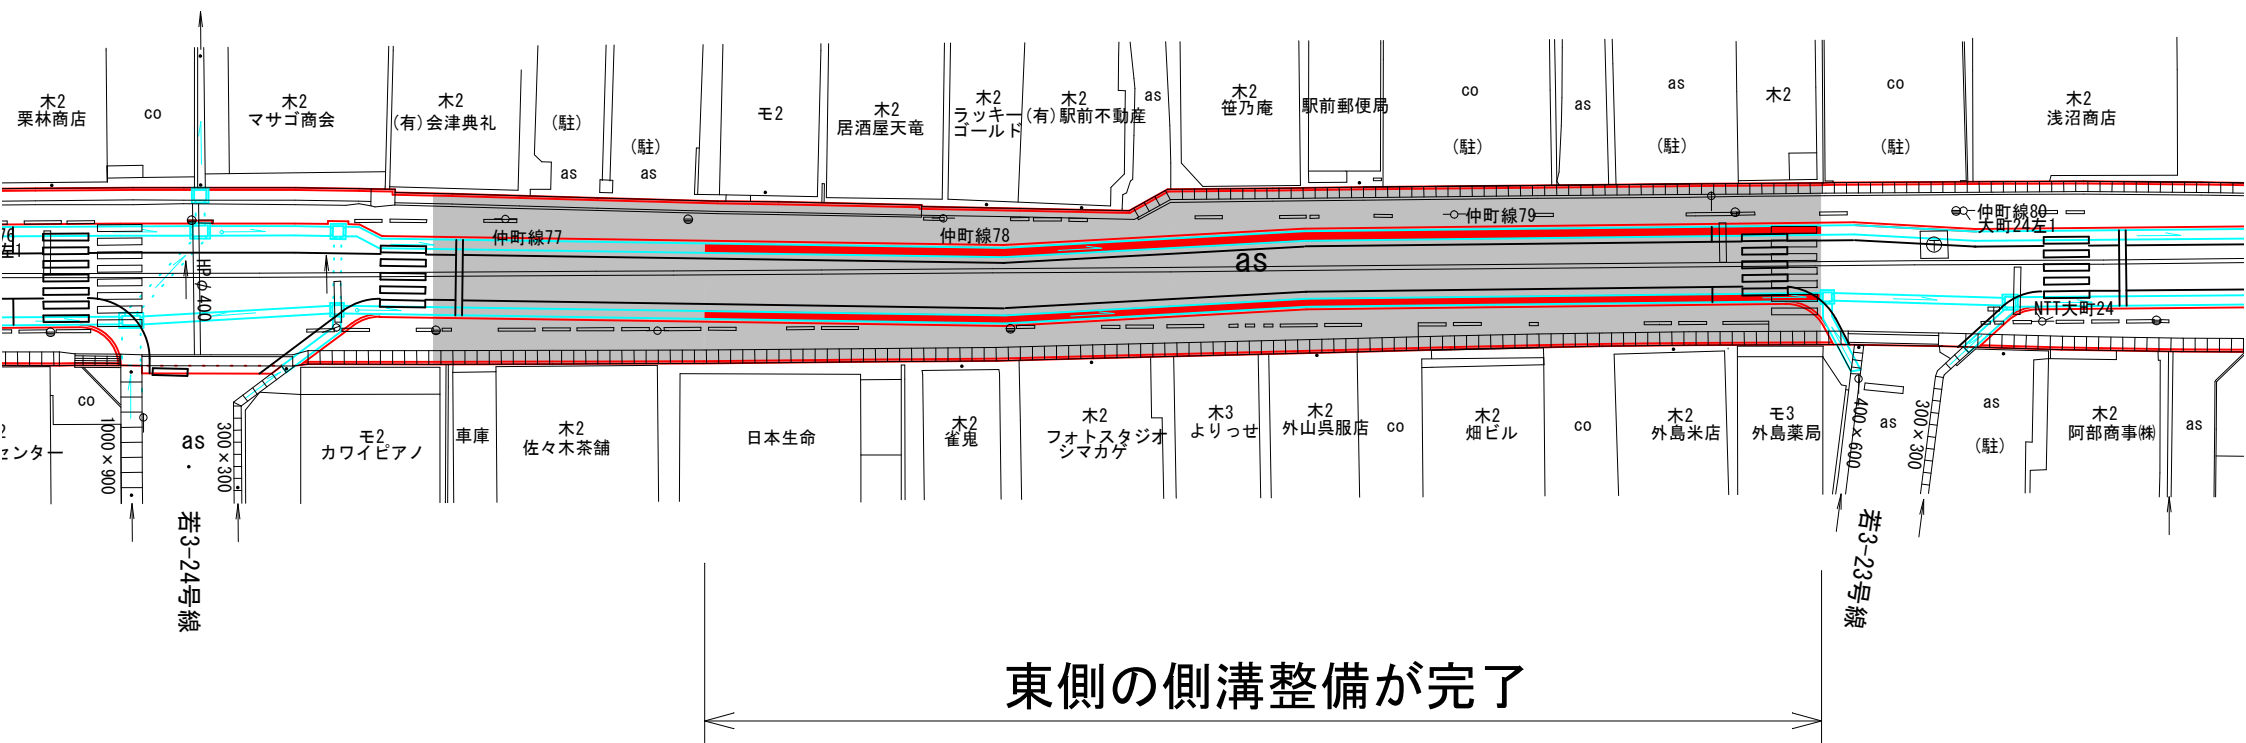 木2
栗林商店
co
木2
マサゴ商会
木2
(有)会津典礼
(駐)
as
(駐)
as
モ2
木2
居酒屋天竜
木2
ラッキー
ゴールド
木2
(有)駅前不動産
as
木2
笹乃庵
駅前郵便局
co
(駐)
as
as
(駐)
木2
co
(駐)
木2
浅沼商店
仲町線77
仲町線78
仲町線79
仲町線80
大町24左1
76
左1
HPφ400
as
T
NTT大町24
co
センター
1000×900
as
300×300
モ2
カワイピアノ
車庫
木2
佐々木茶舗
日本生命
木2
雀鬼
木2
フォトスタジオ
シマカゲ
木3
よりっせ
木2
外山呉服店
co
木2
畑ビル
co
木2
外島米店
モ3
外島薬局
400×600
as
300×300
as
(駐)
木2
阿部商事㈱
as
若3-24号線
若3-23号線
東側の側溝整備が完了